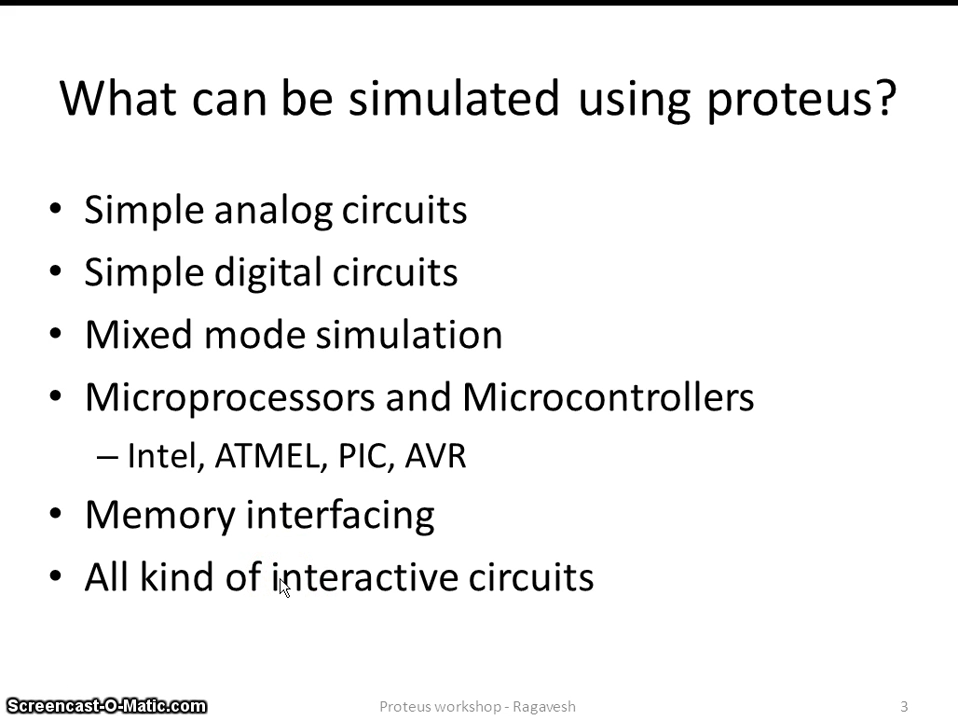 What can be simulated using proteus?
• Simple analog circuits
• Simple digital circuits
• Mixed mode simulation
• Microprocessors and Microcontrollers
– Intel, ATMEL, PIC, AVR
• Memory interfacing
• All kind of interactive circuits
Screencast-O-Matic.com
Proteus workshop - Ragavesh
3